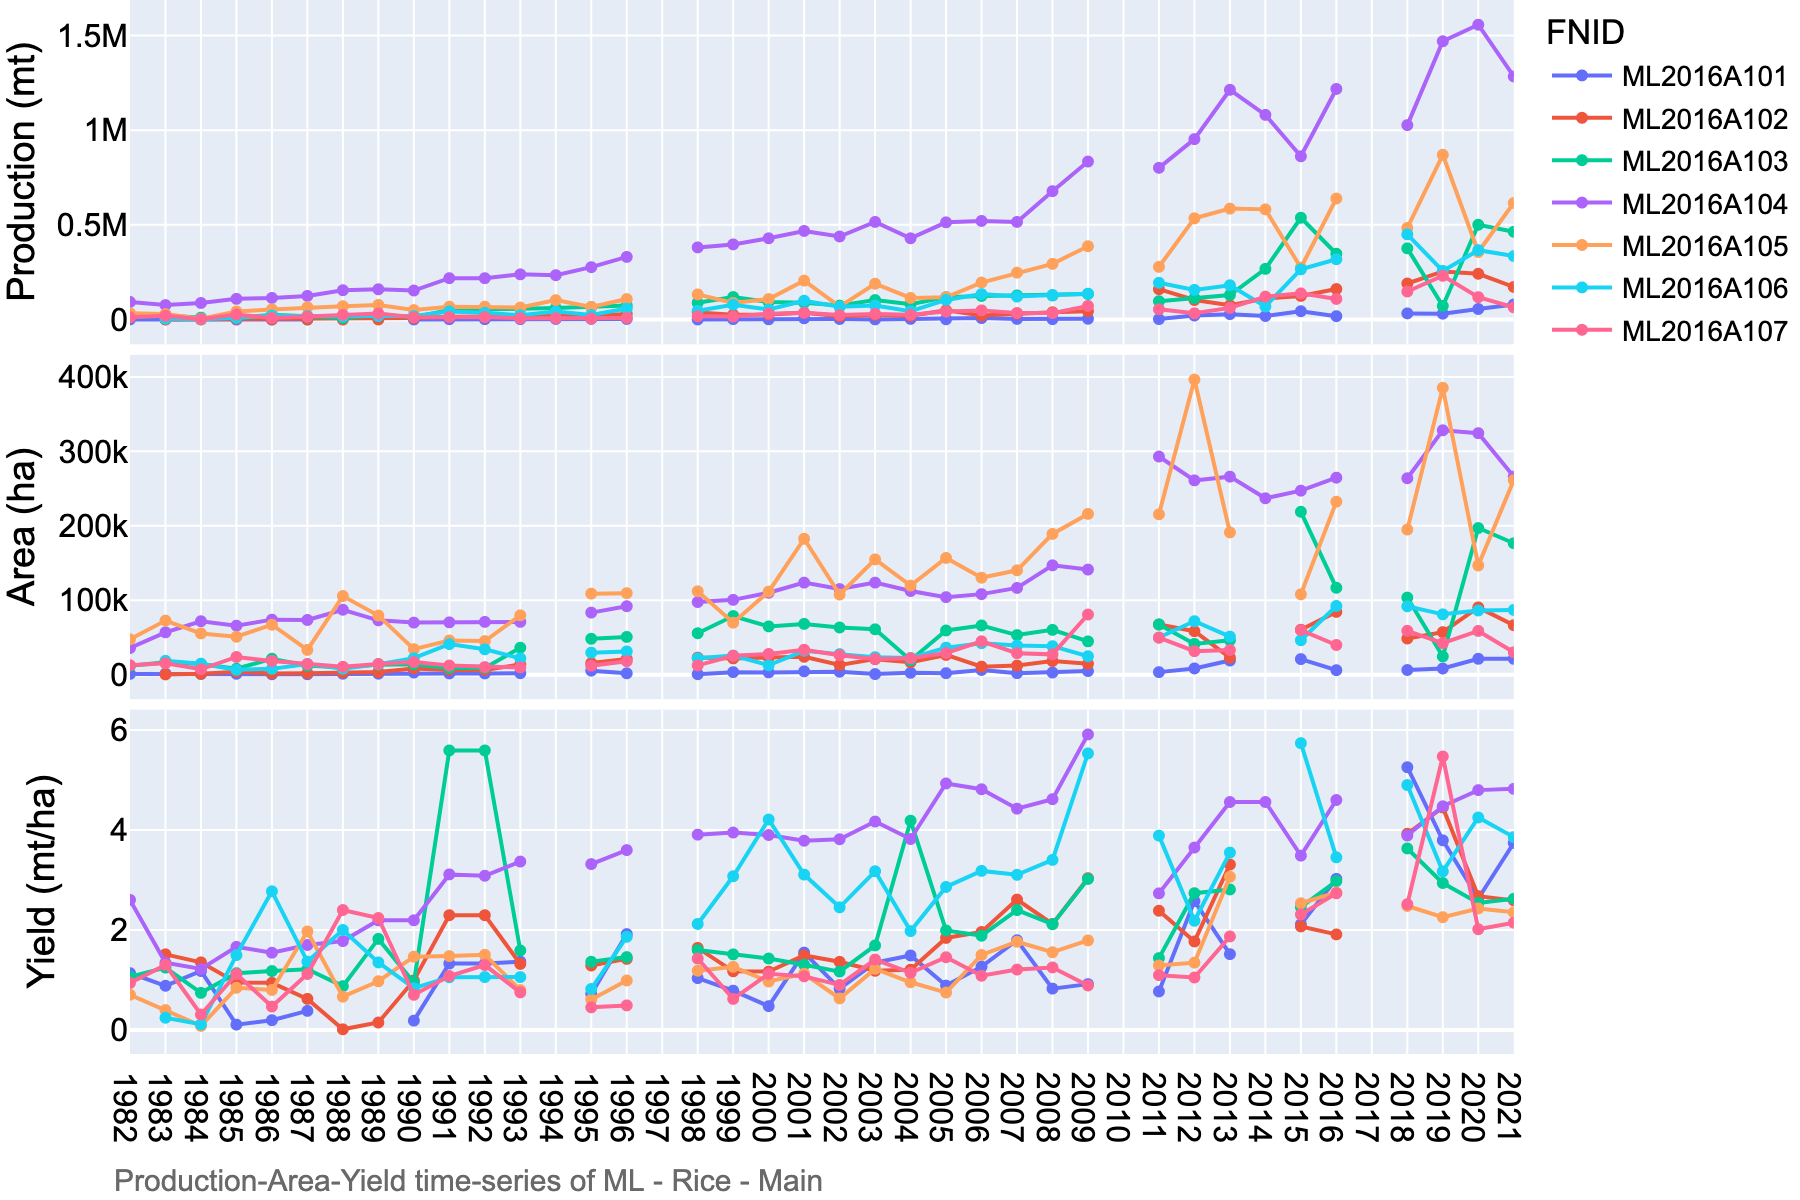 Production (mt)
1.5M
1M
0.5M
0
Area (ha)
400k
300k
200k
100k
0
Yield (mt/ha)
6
4
2
0
1982
1983
1984
1985
1986
1987
1988
1989
1990
1991
1992
1993
1994
1995
1996
1997
1998
1999
2000
2001
2002
2003
2004
2005
2006
2007
2008
2009
2010
2011
2012
2013
2014
2015
2016
2017
2018
2019
2020
2021
Production-Area-Yield time-series of ML - Rice - Main
FNID
ML2016A101
ML2016A102
ML2016A103
ML2016A104
ML2016A105
ML2016A106
ML2016A107